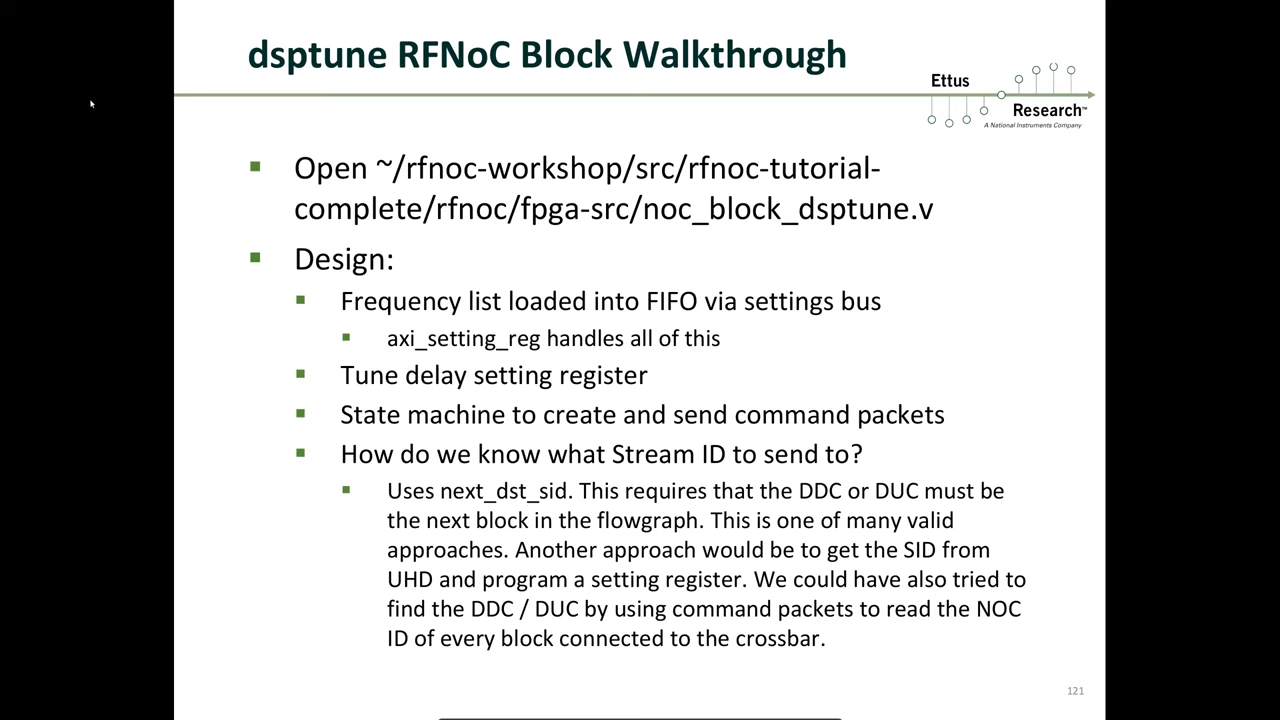 dsptune RFNoC Block Walkthrough
Ettus
Research™
A National Instruments Company
Open ~/rfnoc-workshop/src/rfnoc-tutorial-
complete/rfnoc/fpga-src/noc_block_dsptune.v
Design:
Frequency list loaded into FIFO via settings bus
axi_setting_reg handles all of this
Tune delay setting register
State machine to create and send command packets
How do we know what Stream ID to send to?
Uses next_dst_sid. This requires that the DDC or DUC must be
the next block in the flowgraph. This is one of many valid
approaches. Another approach would be to get the SID from
UHD and program a setting register. We could have also tried to
find the DDC / DUC by using command packets to read the NOC
ID of every block connected to the crossbar.
121